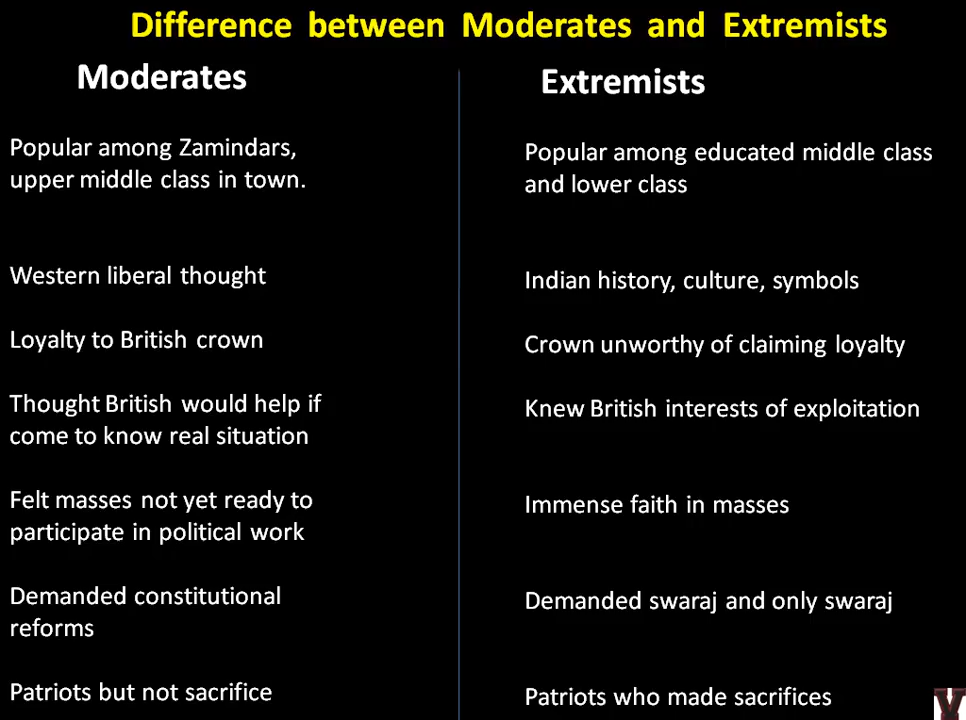 Difference between Moderates and Extremists
Moderates
Popular among Zamindars,
upper middle class in town.
Western liberal thought
Loyalty to British crown
Thought British would help if
come to know real situation
Felt masses not yet ready to
participate in political work
Demanded constitutional
reforms
Patriots but not sacrifice
Extremists
Popular among educated middle class
and lower class
Indian history, culture, symbols
Crown unworthy of claiming loyalty
Knew British interests of exploitation
Immense faith in masses
Demanded swaraj and only swaraj
Patriots who made sacrifices